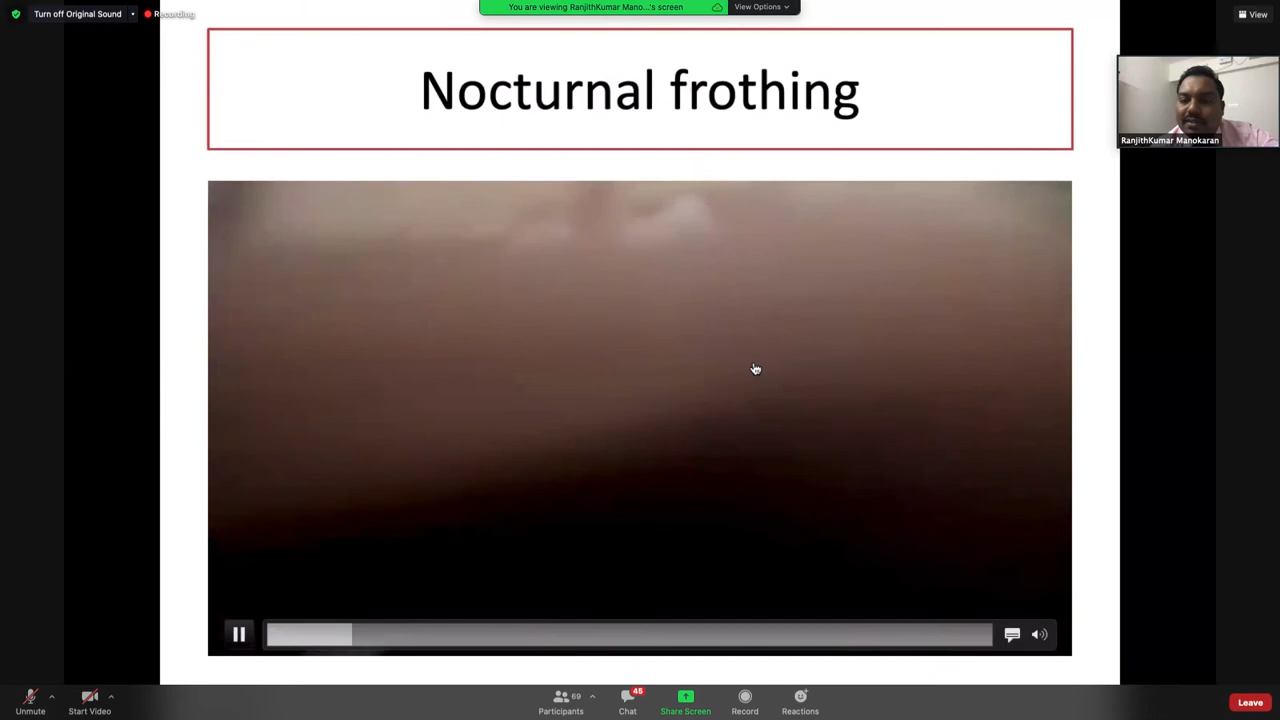 Turn off Original Sound
Recording
You are viewing RanjithKumar Mano...'s screen
View Options
View
Nocturnal frothing
RanjithKumar Manokaran
Unmute
Start Video
69
Participants
46
Chat
Share Screen
Record
Reactions
Leave